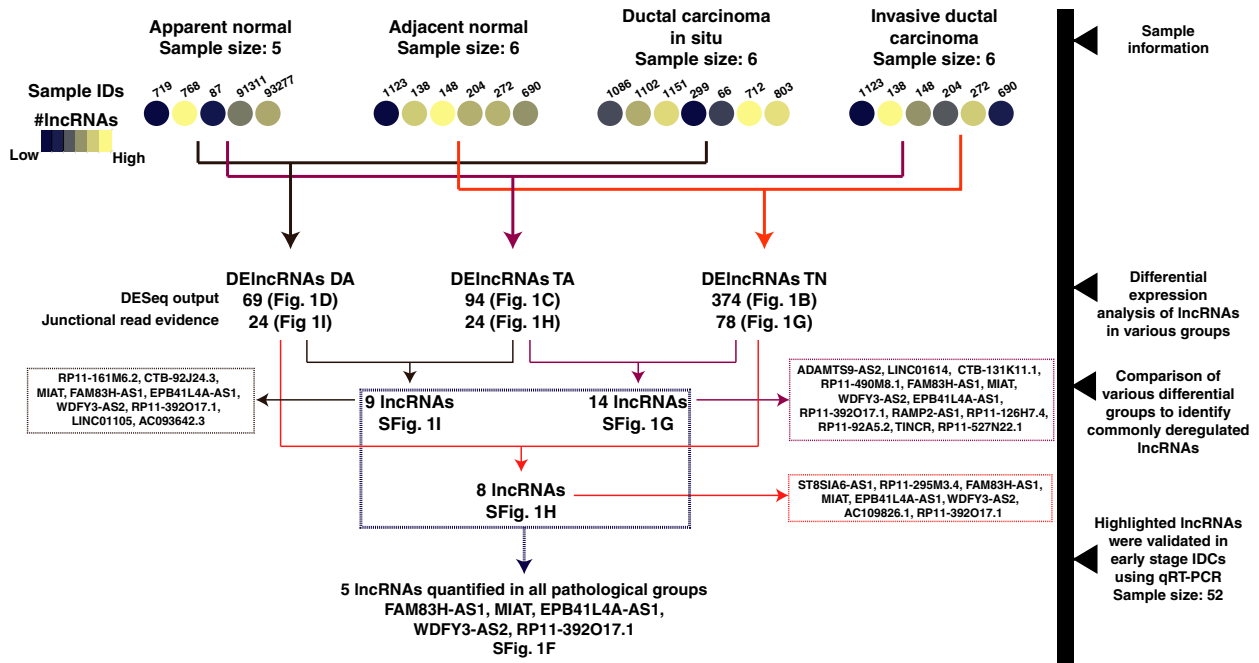 Apparent normal
Sample size: 5
Adjacent normal
Sample size: 6
Ductal carcinoma
in situ
Sample size: 6
Invasive ductal
carcinoma
Sample size: 6
Sample
information
Sample IDs
719 768 87 91311 93277
1123 138 148 204 272 690
1086 1102 1151 299 66 712 803
1123 138 148 204 272 690
#lncRNAs
Low High
DElncRNAs DA
DElncRNAs TA
DElncRNAs TN
DESeq output
69 (Fig. 1D)
94 (Fig. 1C)
374 (Fig. 1B)
Junctional read evidence
24 (Fig 1I)
24 (Fig. 1H)
78 (Fig. 1G)
Differential
expression
analysis of lncRNAs
in various groups
RP11-161M6.2, CTB-92J24.3,
MIAT, FAM83H-AS1, EPB41L4A-AS1,
WDFY3-AS2, RP11-392O17.1,
LINC01105, AC093642.3
9 lncRNAs
SFig. 1I
14 lncRNAs
SFig. 1G
ADAMTS9-AS2, LINC01614, CTB-131K11.1,
RP11-490M8.1, FAM83H-AS1, MIAT,
WDFY3-AS2, EPB41L4A-AS1,
RP11-392O17.1, RAMP2-AS1, RP11-126H7.4,
RP11-92A5.2, TINCR, RP11-527N22.1
Comparison of
various differential
groups to identify
commonly deregulated
lncRNAs
8 lncRNAs
SFig. 1H
ST8SIA6-AS1, RP11-295M3.4, FAM83H-AS1,
MIAT, EPB41L4A-AS1, WDFY3-AS2,
AC109826.1, RP11-392O17.1
Highlighted lncRNAs
were validated in
early stage IDCs
using qRT-PCR
Sample size: 52
5 lncRNAs quantified in all pathological groups
FAM83H-AS1, MIAT, EPB41L4A-AS1,
WDFY3-AS2, RP11-392O17.1
SFig. 1F